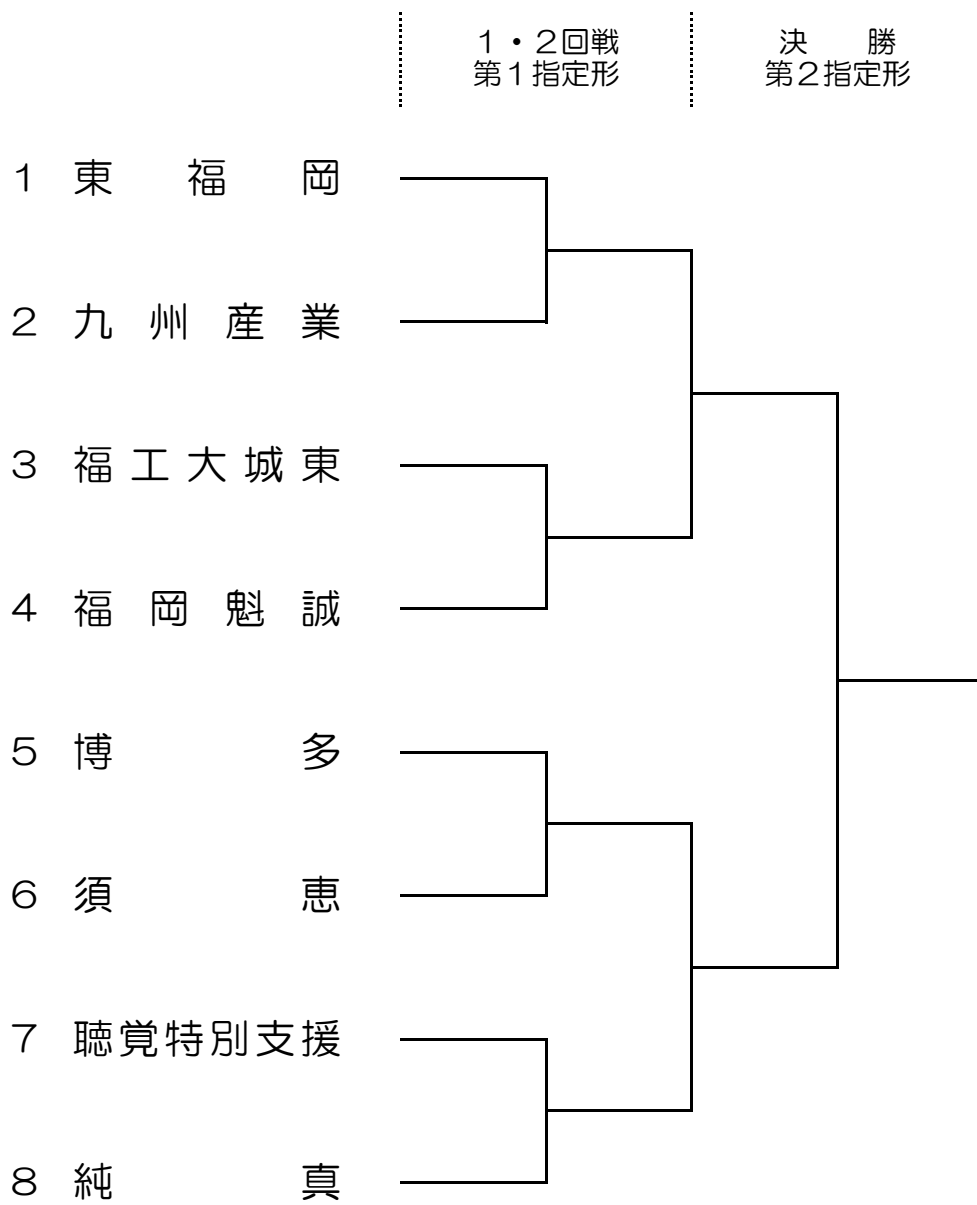 １・２回戦
第１指定形
決　勝
第２指定形
1 東福岡
2 九州産業
3 福工大城東
4 福岡魁誠
5 博多
6 須恵
7 聴覚特別支援
8 純真